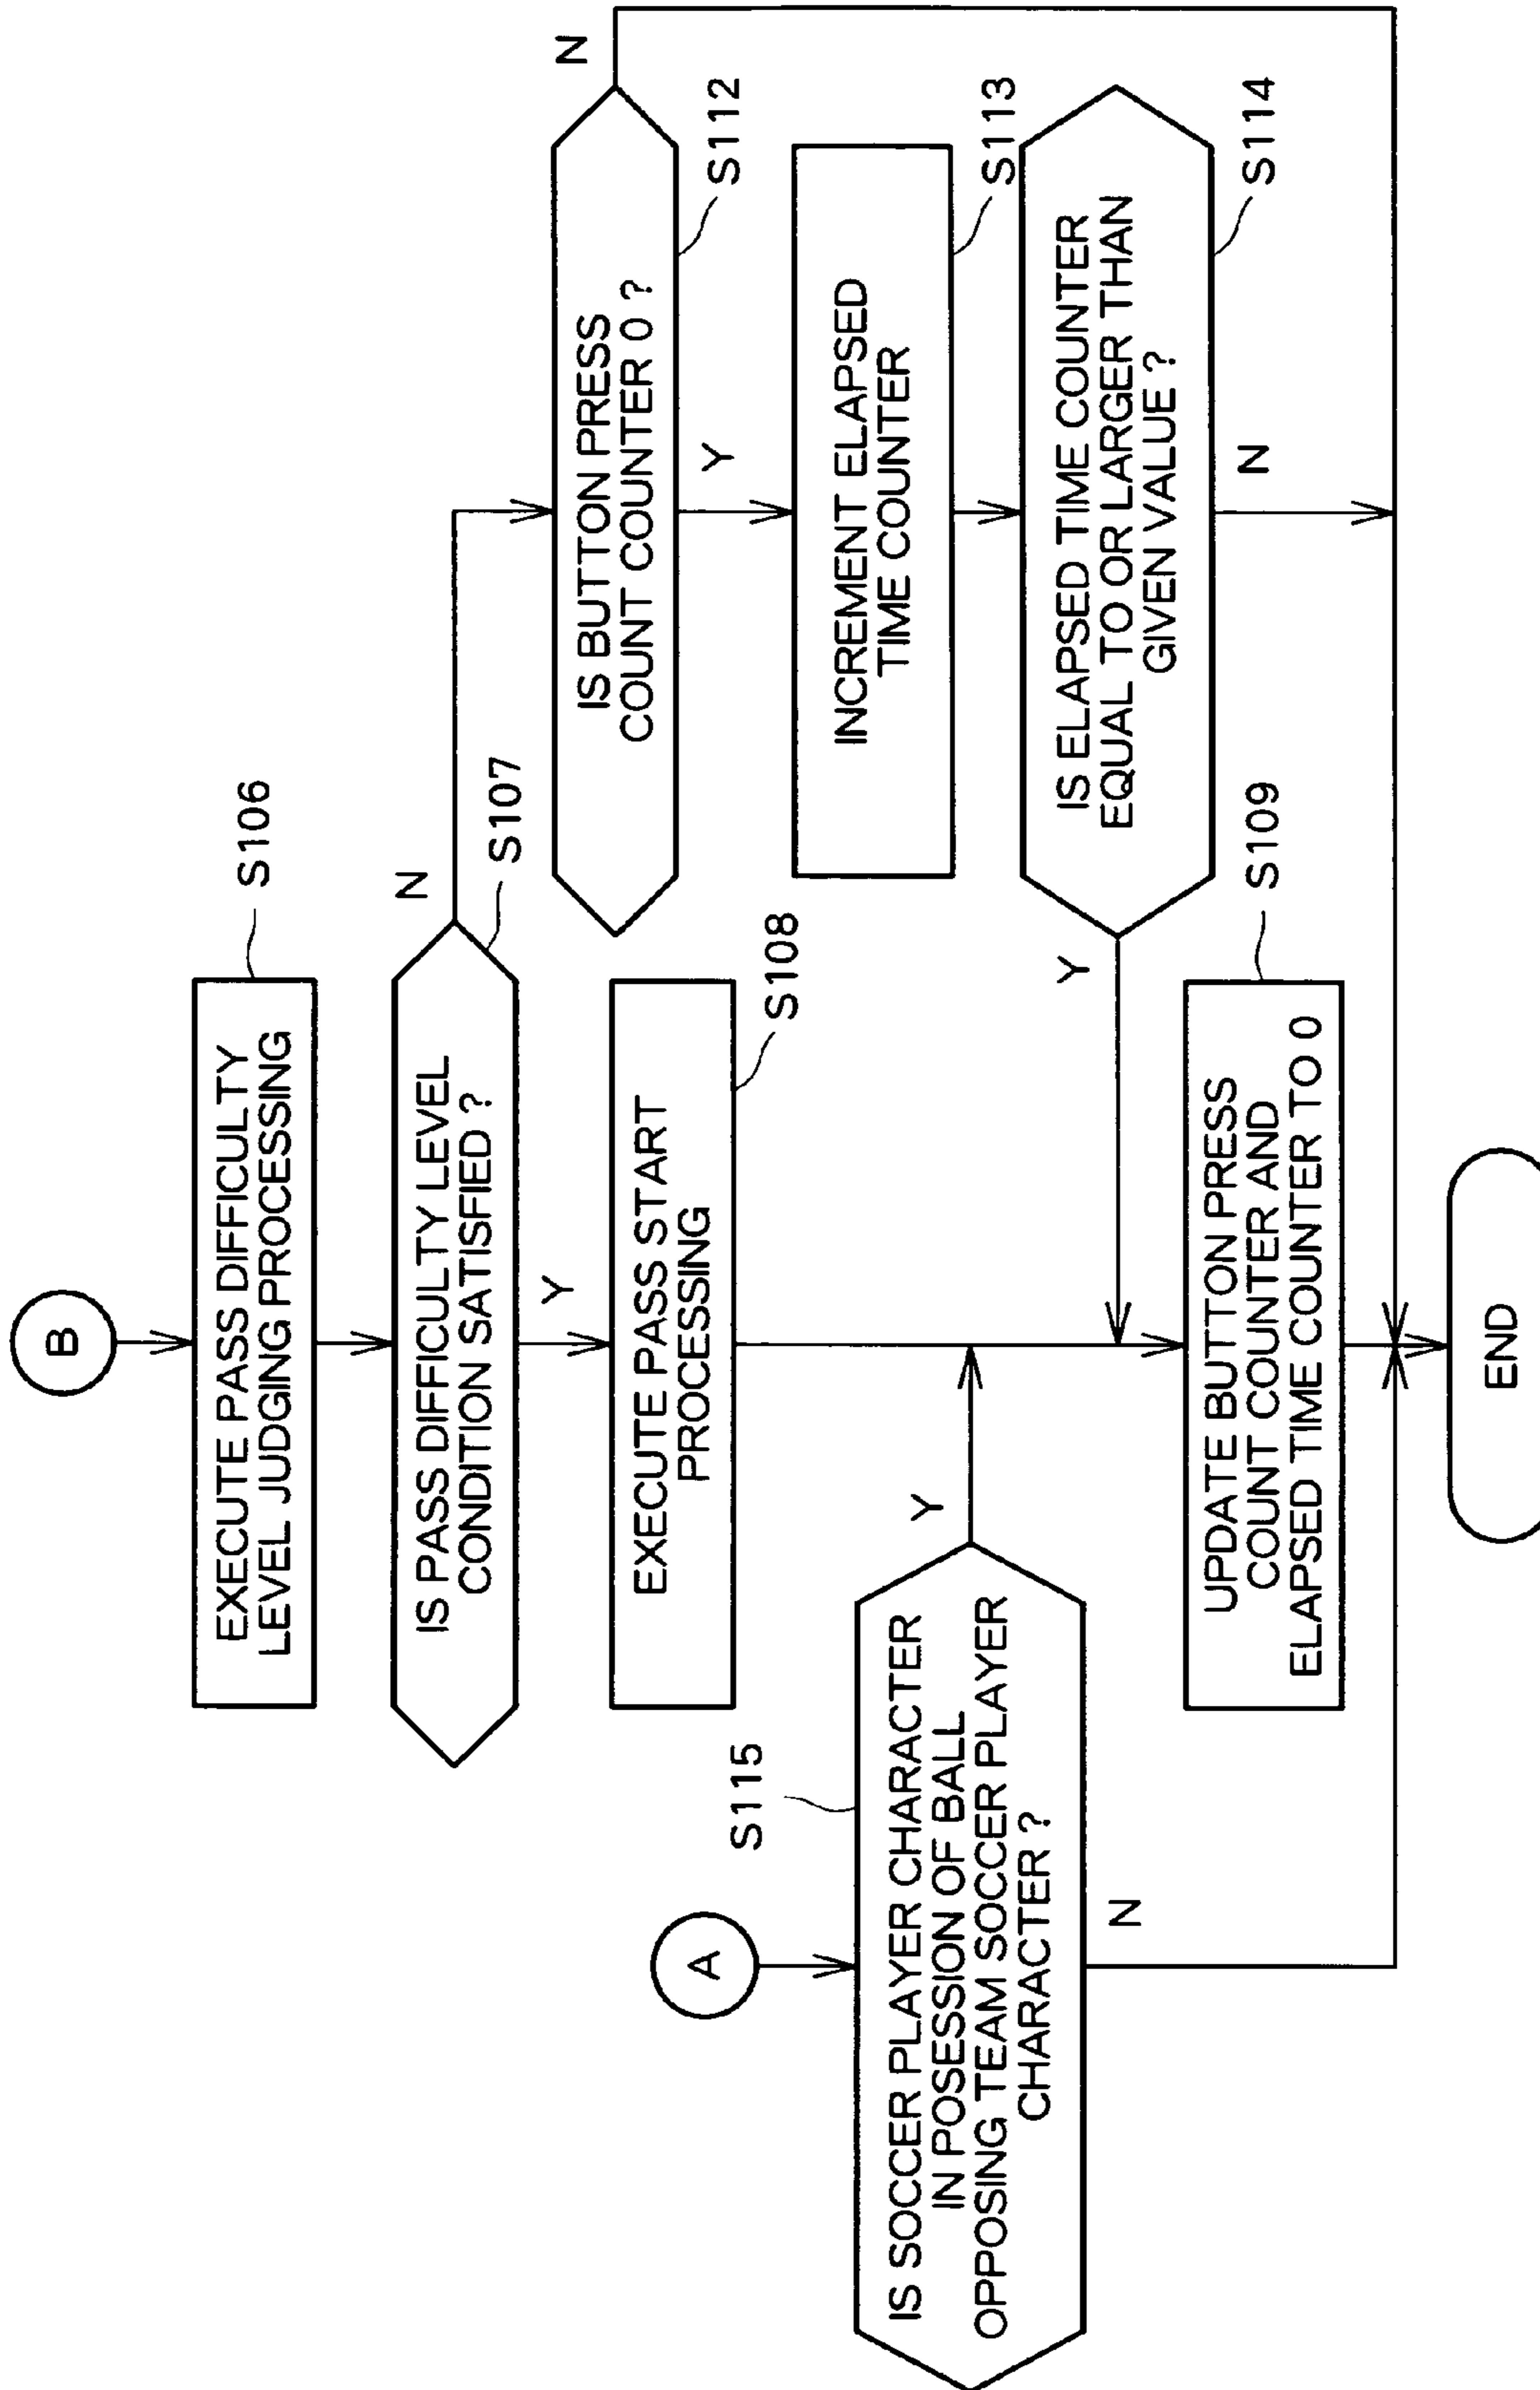 B
EXECUTE PASS DIFFICULTY
LEVEL JUDGING PROCESSING
S106
IS PASS DIFFICULTY LEVEL
CONDITION SATISFIED ?
S107
N
Y
EXECUTE PASS START
PROCESSING
S108
IS BUTTON PRESS
COUNT COUNTER 0 ?
S112
N
Y
INCREMENT ELAPSED
TIME COUNTER
S113
IS ELAPSED TIME COUNTER
EQUAL TO OR LARGER THAN
GIVEN VALUE ?
S114
Y
N
A
S115
IS SOCCER PLAYER CHARACTER
IN POSESSION OF BALL
OPPOSING TEAM SOCCER PLAYER
CHARACTER ?
Y
N
UPDATE BUTTON PRESS
COUNT COUNTER AND
ELAPSED TIME COUNTER TO 0
S109
END